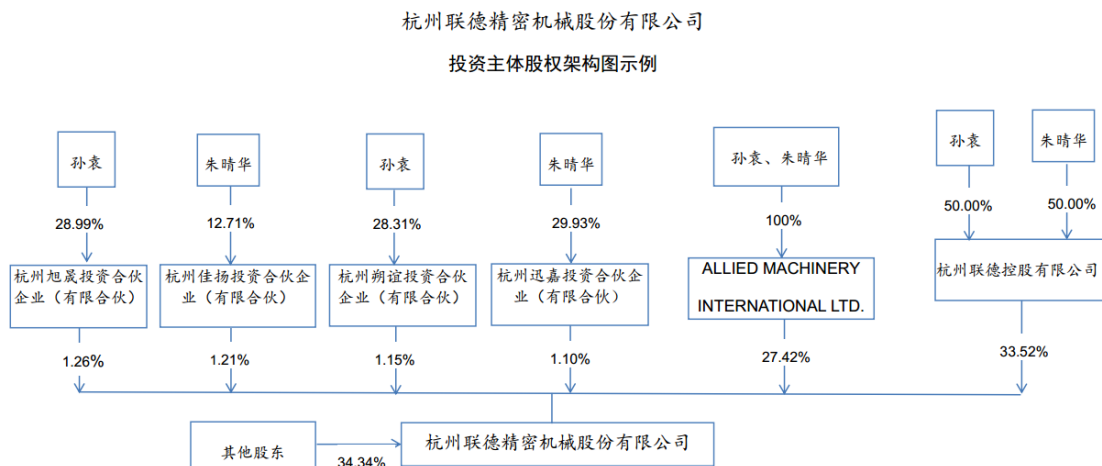 杭州联德精密机械股份有限公司
投资主体股权架构图示例
孙袁
朱晴华
孙袁
朱晴华
孙袁、朱晴华
孙袁
朱晴华
28.99%
12.71%
28.31%
29.93%
100%
50.00%
50.00%
杭州旭晟投资合伙
企业（有限合伙）
杭州佳扬投资合伙企
业（有限合伙）
杭州朔谊投资合伙
企业（有限合伙）
杭州迅嘉投资合伙企
业（有限合伙）
ALLIED MACHINERY
INTERNATIONAL LTD.
杭州联德控股有限公司
1.26%
1.21%
1.15%
1.10%
27.42%
33.52%
其他股东
34.34%
杭州联德精密机械股份有限公司